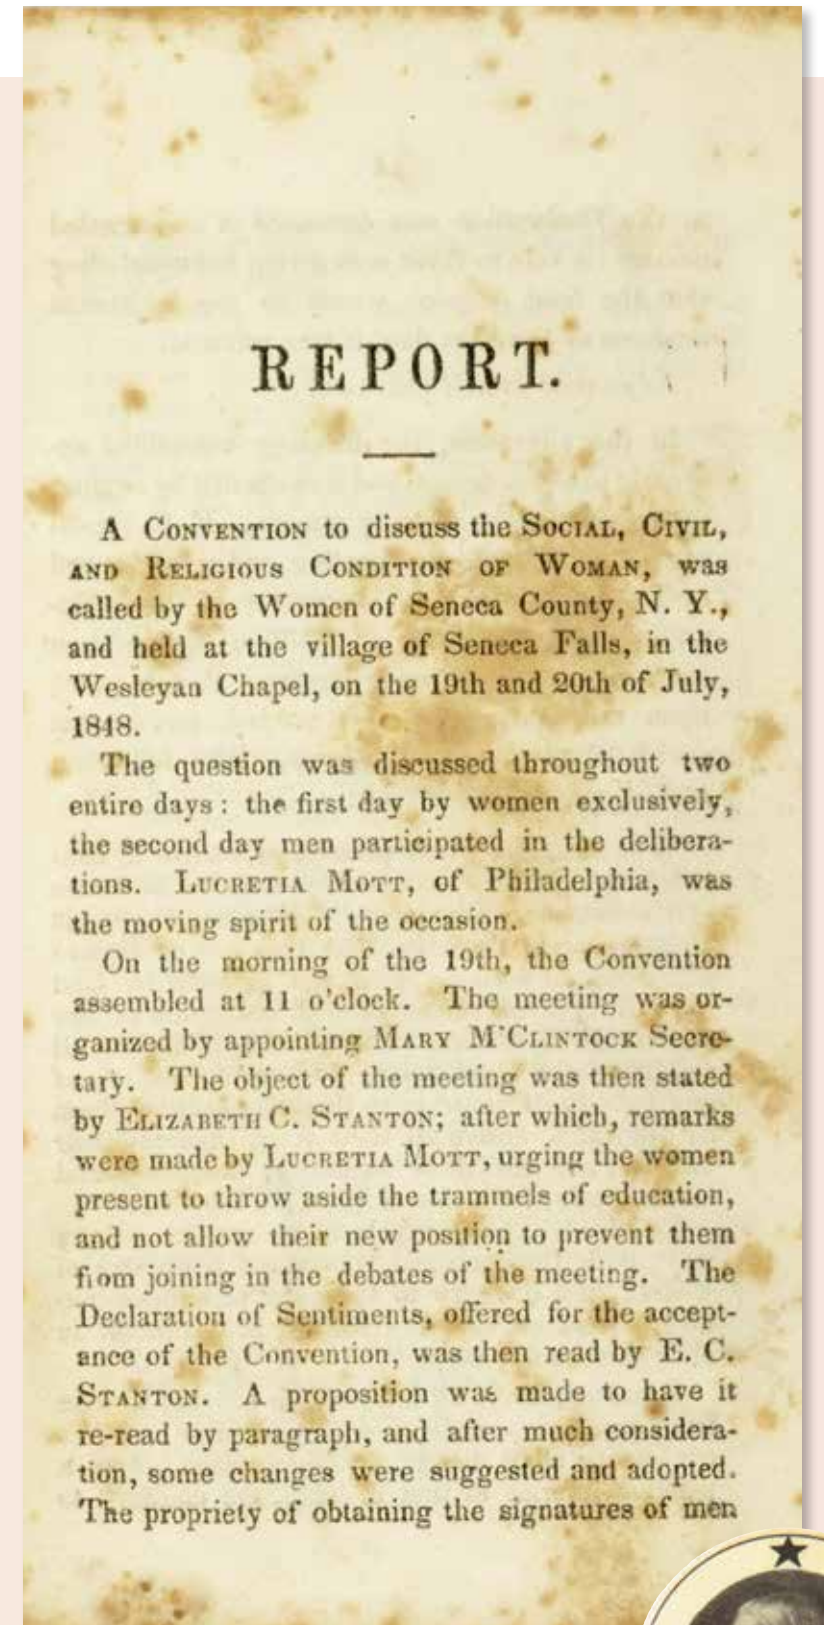 REPORT.
A CONVENTION to discuss the SOCIAL, CIVIL,
AND RELIGIOUS CONDITION OF WOMAN, was
called by the Women of Seneca County, N. Y.,
and held at the village of Seneca Falls, in the
Wesleyan Chapel, on the 19th and 20th of July,
1848.
The question was discussed throughout two
entire days: the first day by women exclusively,
the second day men participated in the delibera-
tions. LUCRETIA MOTT, of Philadelphia, was
the moving spirit of the occasion.
On the morning of the 19th, the Convention
assembled at 11 o'clock. The meeting was or-
ganized by appointing MARY M'CLINTOCK Secre-
tary. The object of the meeting was then stated
by ELIZABETH C. STANTON; after which, remarks
were made by LUCRETIA MOTT, urging the women
present to throw aside the trammels of education,
and not allow their new position to prevent them
from joining in the debates of the meeting. The
Declaration of Sentiments, offered for the accept-
ance of the Convention, was then read by E. C.
STANTON. A proposition was made to have it
re-read by paragraph, and after much considera-
tion, some changes were suggested and adopted.
The propriety of obtaining the signatures of men